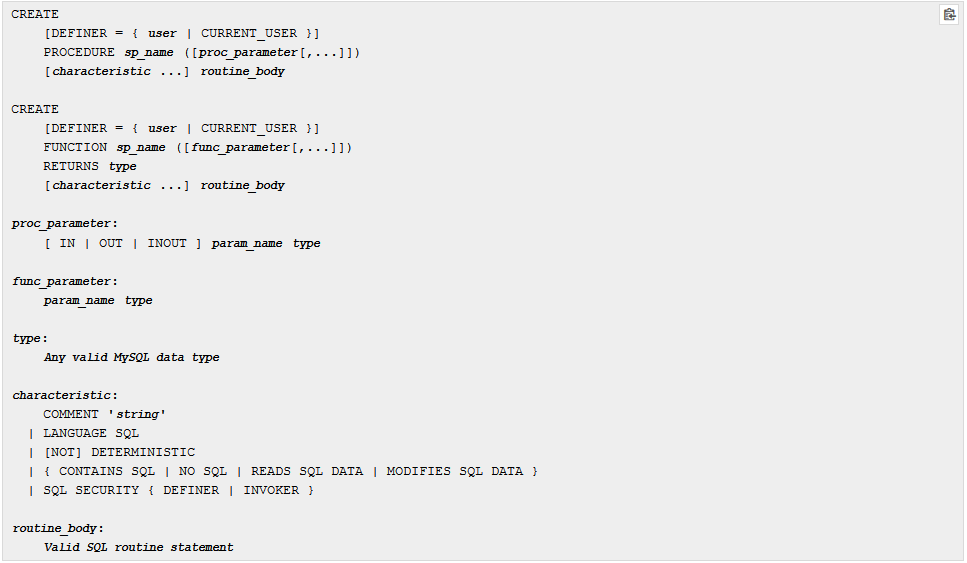 CREATE
    [DEFINER = { user | CURRENT_USER }]
    PROCEDURE sp_name ([proc_parameter[,...]])
    [characteristic ...] routine_body

CREATE
    [DEFINER = { user | CURRENT_USER }]
    FUNCTION sp_name ([func_parameter[,...]])
    RETURNS type
    [characteristic ...] routine_body

proc_parameter:
    [ IN | OUT | INOUT ] param_name type

func_parameter:
    param_name type

type:
    Any valid MySQL data type

characteristic:
    COMMENT 'string'
  | LANGUAGE SQL
  | [NOT] DETERMINISTIC
  | { CONTAINS SQL | NO SQL | READS SQL DATA | MODIFIES SQL DATA }
  | SQL SECURITY { DEFINER | INVOKER }

routine_body:
    Valid SQL routine statement